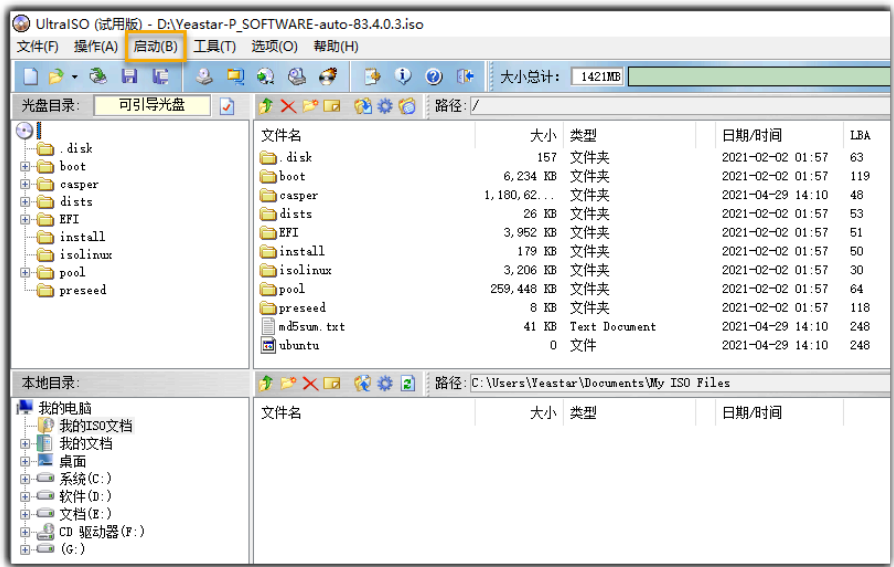 UltraISO (试用版) - D:\Yeastar-P_SOFTWARE-auto-83.4.0.3.iso
文件(F) 操作(A) 启动(B) 工具(T) 选项(O) 帮助(H)
大小总计: 1421MB
光盘目录: 可引导光盘 路径: /
.disk
boot
casper
dists
EFI
install
isolinux
pool
preseed
文件名 大小 类型 日期/时间 LBA
.disk 157 文件夹 2021-02-02 01:57 63
boot 6,234 KB 文件夹 2021-02-02 01:57 119
casper 1,180,62... 文件夹 2021-04-29 14:10 48
dists 26 KB 文件夹 2021-02-02 01:57 53
EFI 3,952 KB 文件夹 2021-02-02 01:57 51
install 179 KB 文件夹 2021-02-02 01:57 50
isolinux 3,206 KB 文件夹 2021-02-02 01:57 30
pool 259,448 KB 文件夹 2021-02-02 01:57 64
preseed 8 KB 文件夹 2021-02-02 01:57 118
md5sum.txt 41 KB Text Document 2021-04-29 14:10 248
ubuntu 0 文件 2021-04-29 14:10 248
本地目录: 路径: C:\Users\Yeastar\Documents\My ISO Files
我的电脑
我的ISO文档
我的文档
桌面
系统(C:)
软件(D:)
文档(E:)
CD 驱动器(F:)
(G:)
文件名 大小 类型 日期/时间